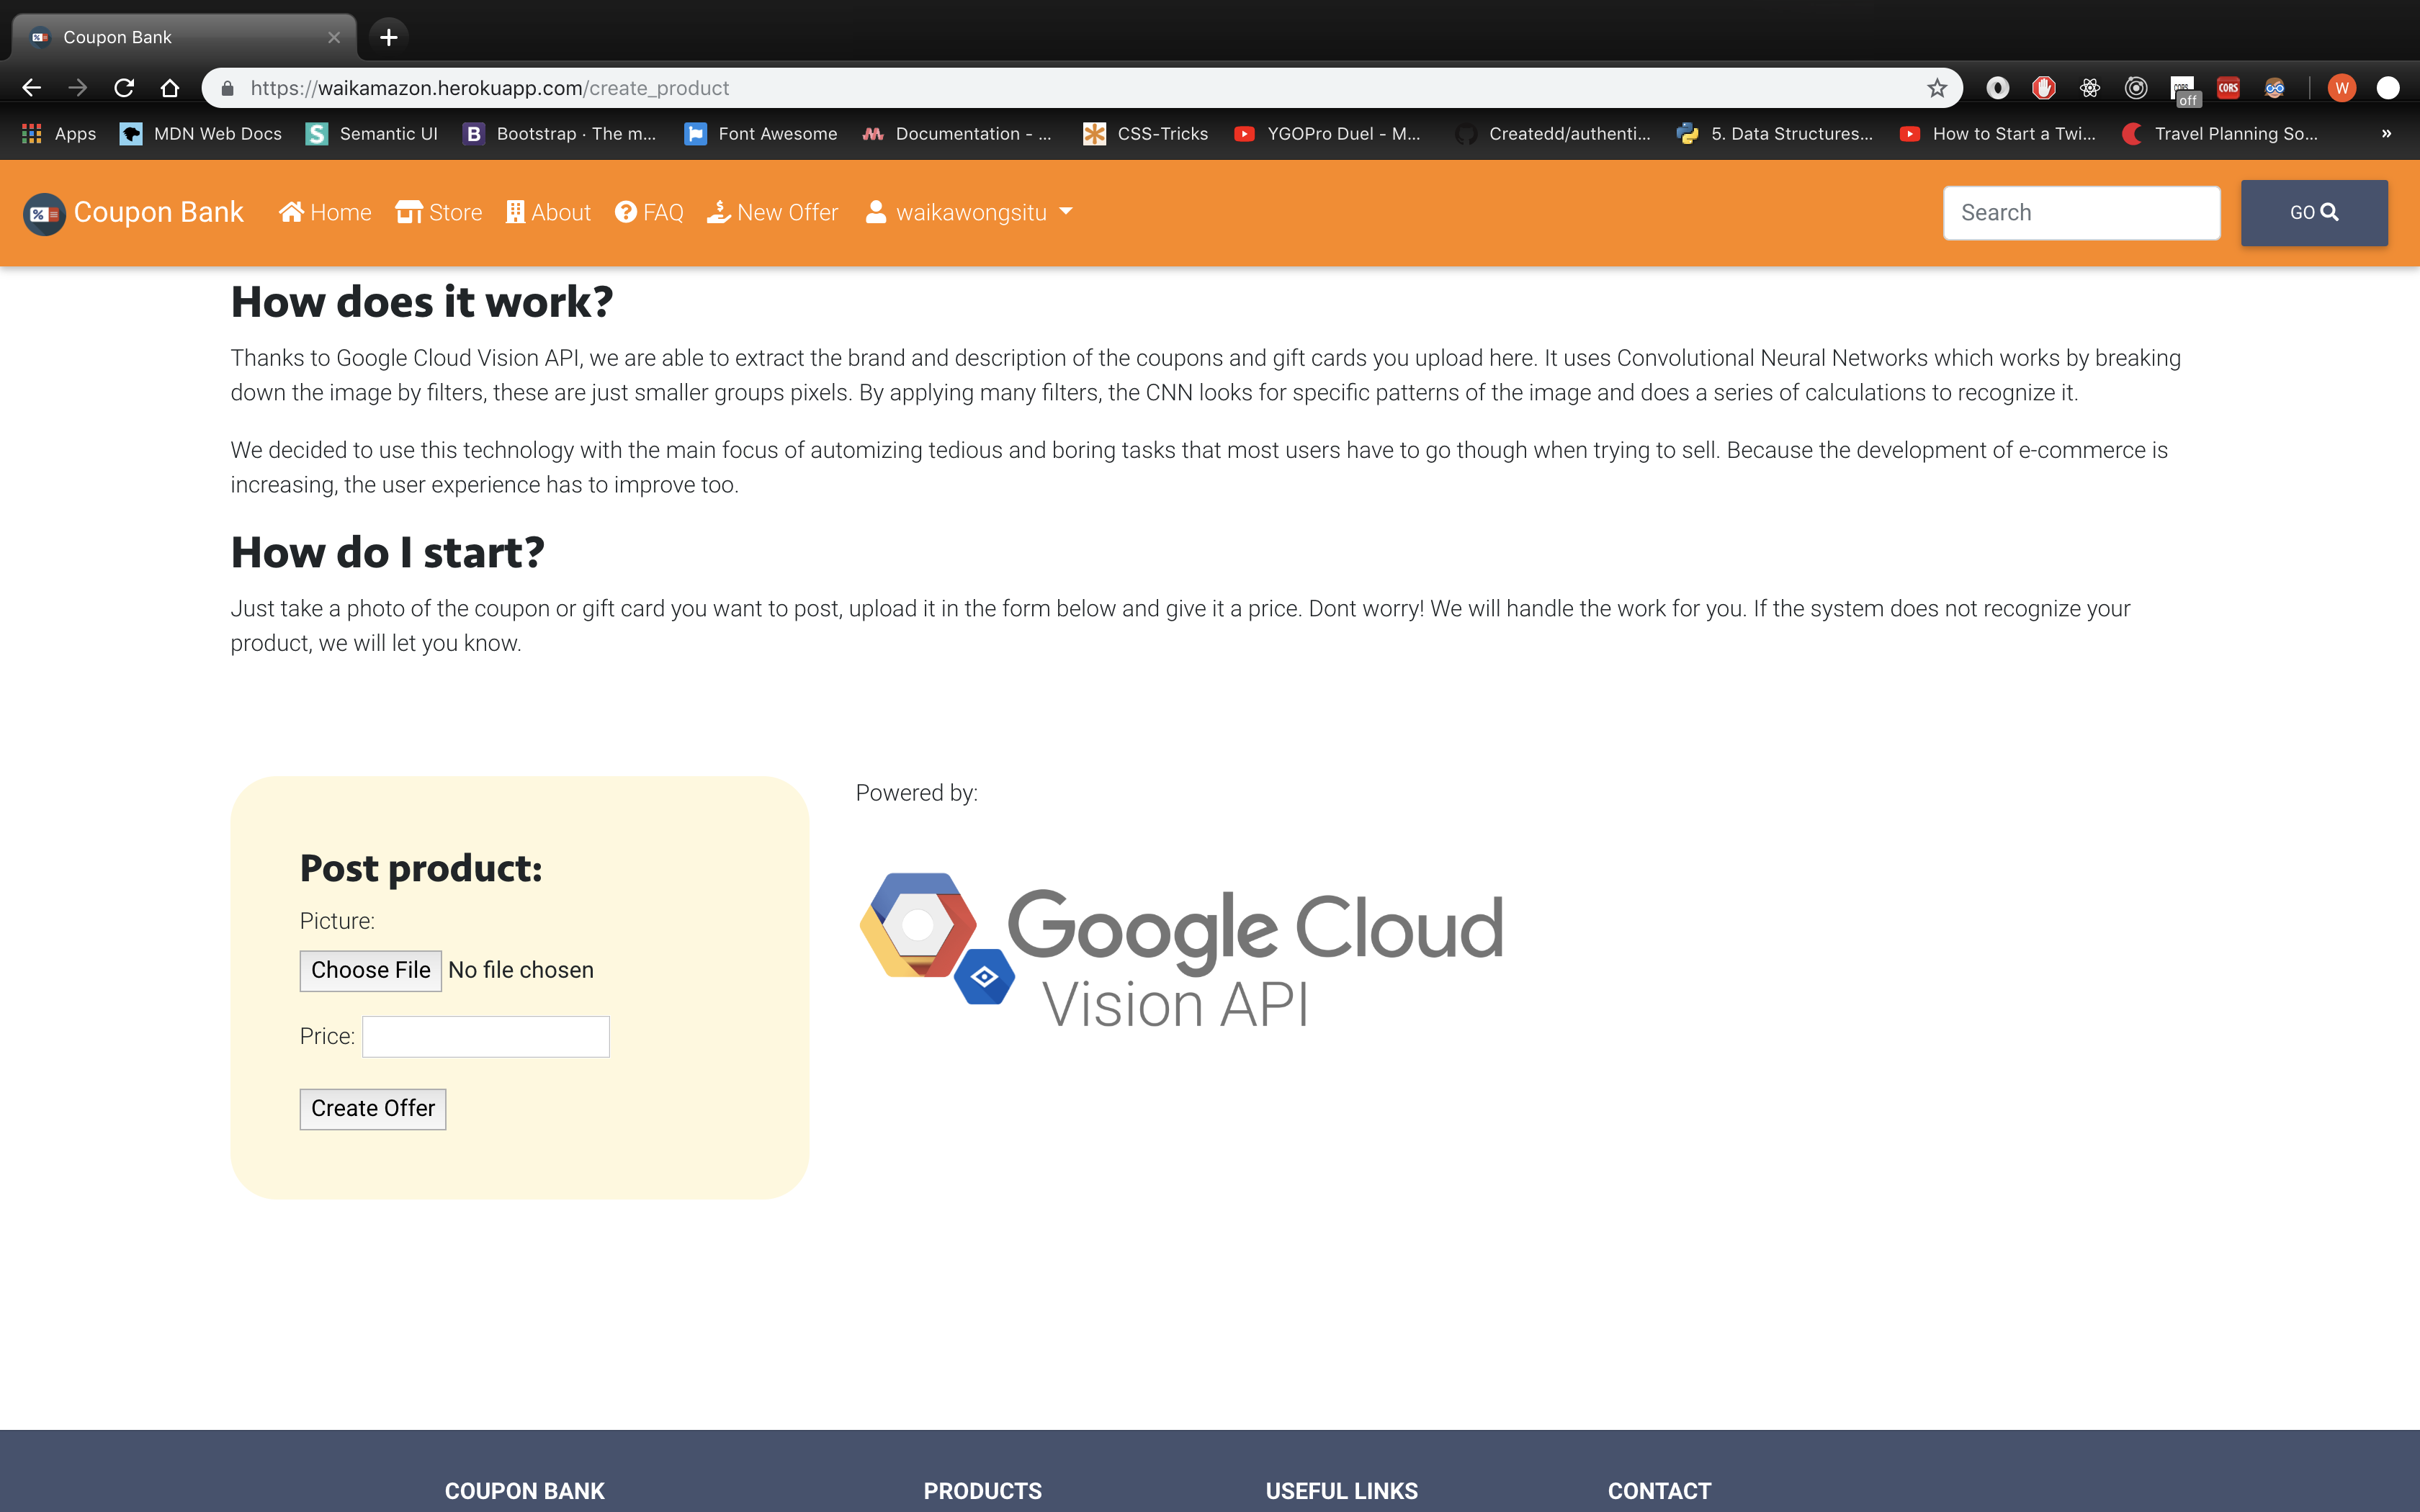 Coupon Bank
https://waikamazon.herokuapp.com/create_product
off
CORS
W
Apps
MDN Web Docs
S
Semantic UI
B
Bootstrap · The m...
Font Awesome
Documentation - ...
CSS-Tricks
YGOPro Duel - M...
Createdd/authenti...
5. Data Structures...
How to Start a Twi...
Travel Planning So...
»
Coupon Bank
Home
Store
About
FAQ
New Offer
waikawongsitu
Search
GO
How does it work?
Thanks to Google Cloud Vision API, we are able to extract the brand and description of the coupons and gift cards you upload here. It uses Convolutional Neural Networks which works by breaking
down the image by filters, these are just smaller groups pixels. By applying many filters, the CNN looks for specific patterns of the image and does a series of calculations to recognize it.
We decided to use this technology with the main focus of automizing tedious and boring tasks that most users have to go though when trying to sell. Because the development of e-commerce is
increasing, the user experience has to improve too.
How do I start?
Just take a photo of the coupon or gift card you want to post, upload it in the form below and give it a price. Dont worry! We will handle the work for you. If the system does not recognize your
product, we will let you know.
Post product:
Picture:
Choose File No file chosen
Price:
Create Offer
Powered by:
Google Cloud
Vision API
COUPON BANK
PRODUCTS
USEFUL LINKS
CONTACT